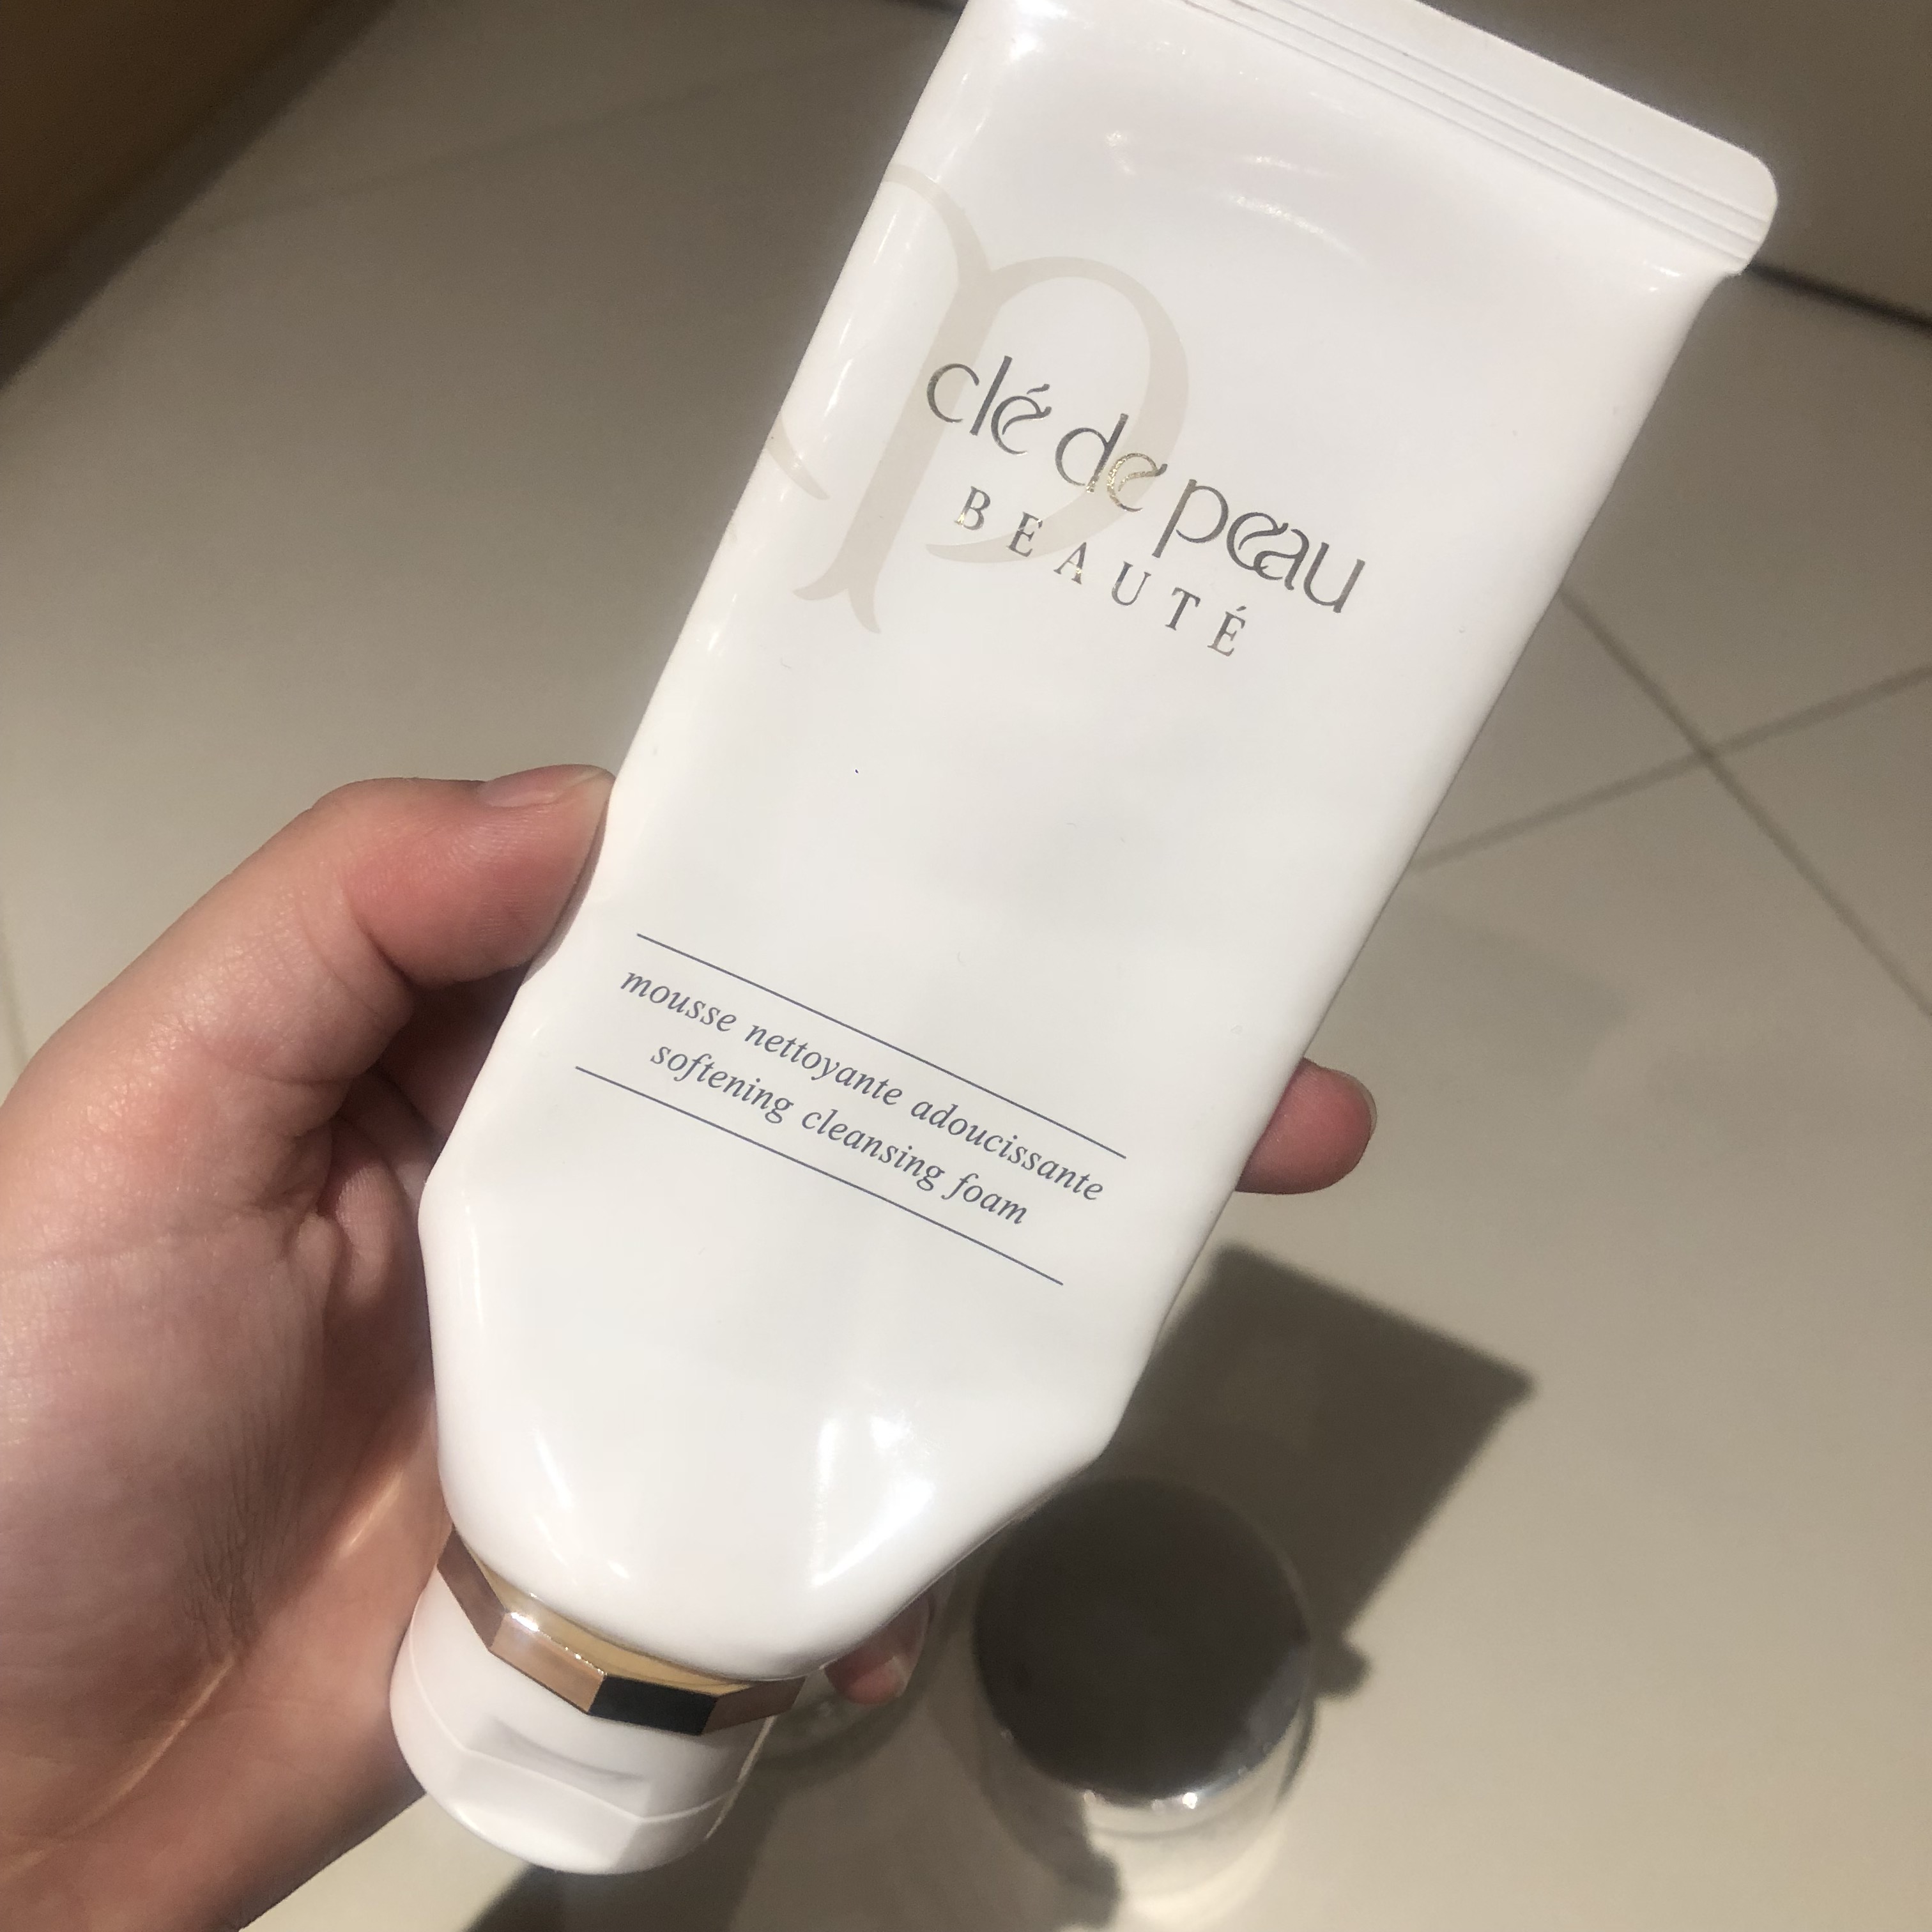 clé de peau
BEAUTÉ
mousse nettoyante adoucissante
softening cleansing foam